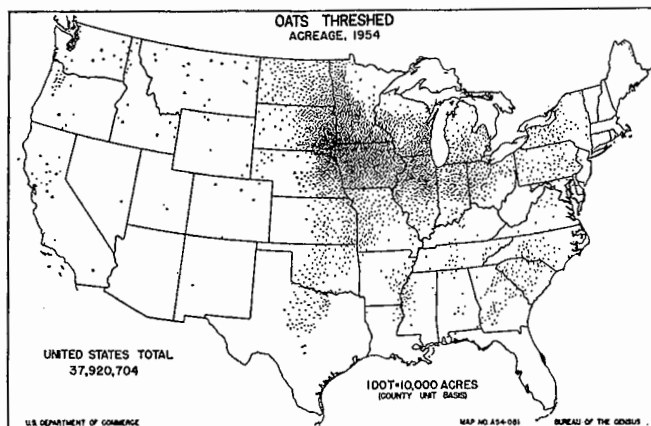 OATS THRESHED
ACREAGE, 1954
UNITED STATES TOTAL
37,920,704
1 DOT=10,000 ACRES
(COUNTY UNIT BASIS)
U.S. DEPARTMENT OF COMMERCE
MAP NO. A54-081
BUREAU OF THE CENSUS